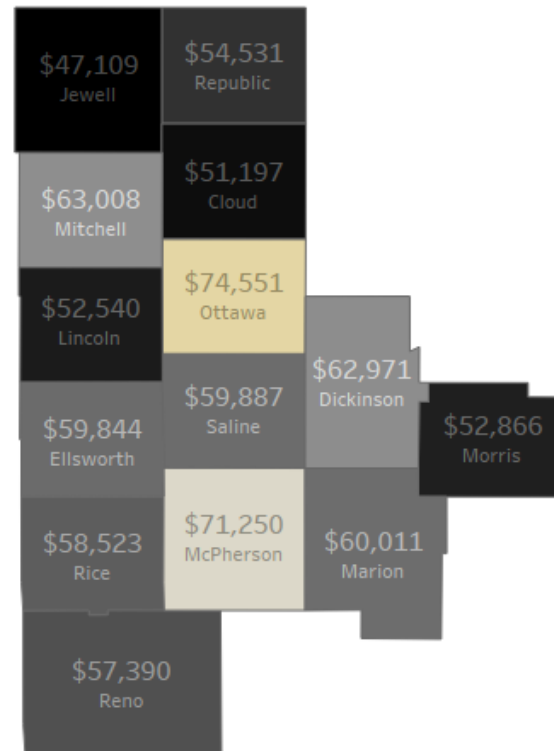 $47,109
Jewell
$54,531
Republic
$63,008
Mitchell
$51,197
Cloud
$52,540
Lincoln
$74,551
Ottawa
$62,971
Dickinson
$59,844
Ellsworth
$59,887
Saline
$52,866
Morris
$58,523
Rice
$71,250
McPherson
$60,011
Marion
$57,390
Reno